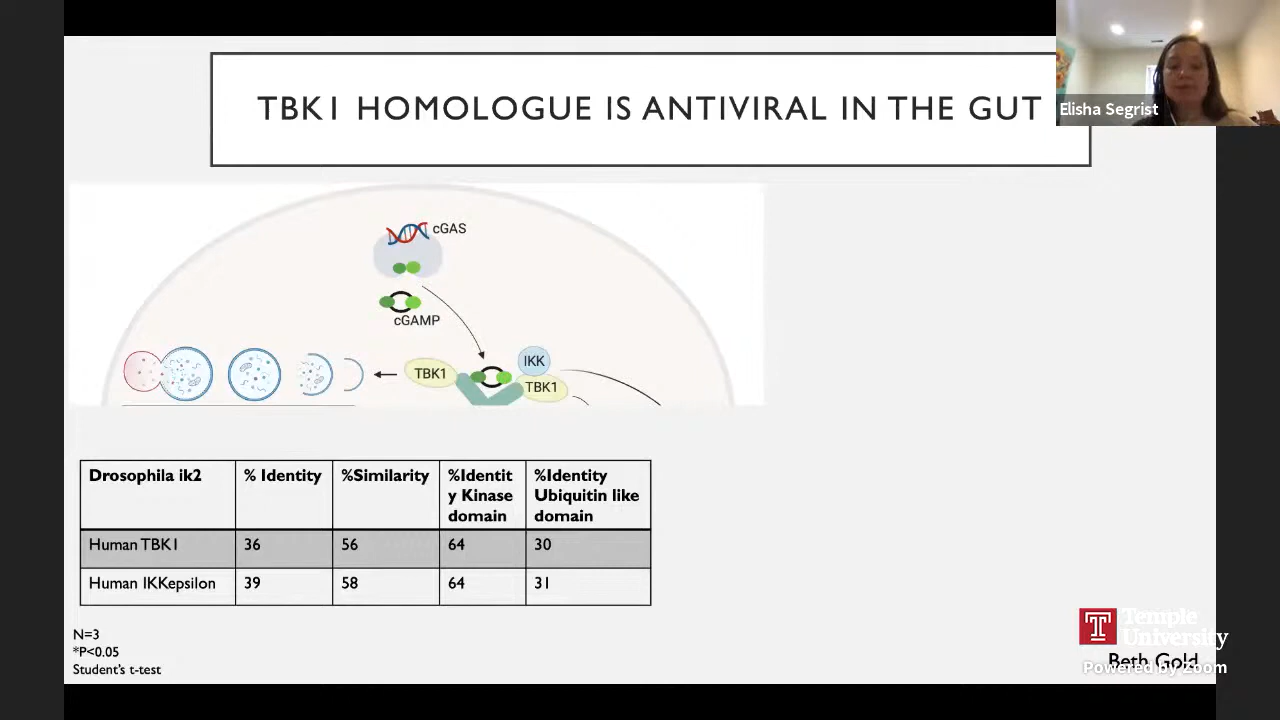 TBK1 HOMOLOGUE IS ANTIVIRAL IN THE GUT
Elisha Segrist
cGAS
cGAMP
TBK1
IKK
TBK1
Drosophila ik2 % Identity %Similarity %Identit y Kinase domain %Identity Ubiquitin like domain
Human TBK1 36 56 64 30
Human IKKepsilon 39 58 64 31
N=3
*P<0.05
Student's t-test
Temple
University
Beth Gold
Powered by Zoom